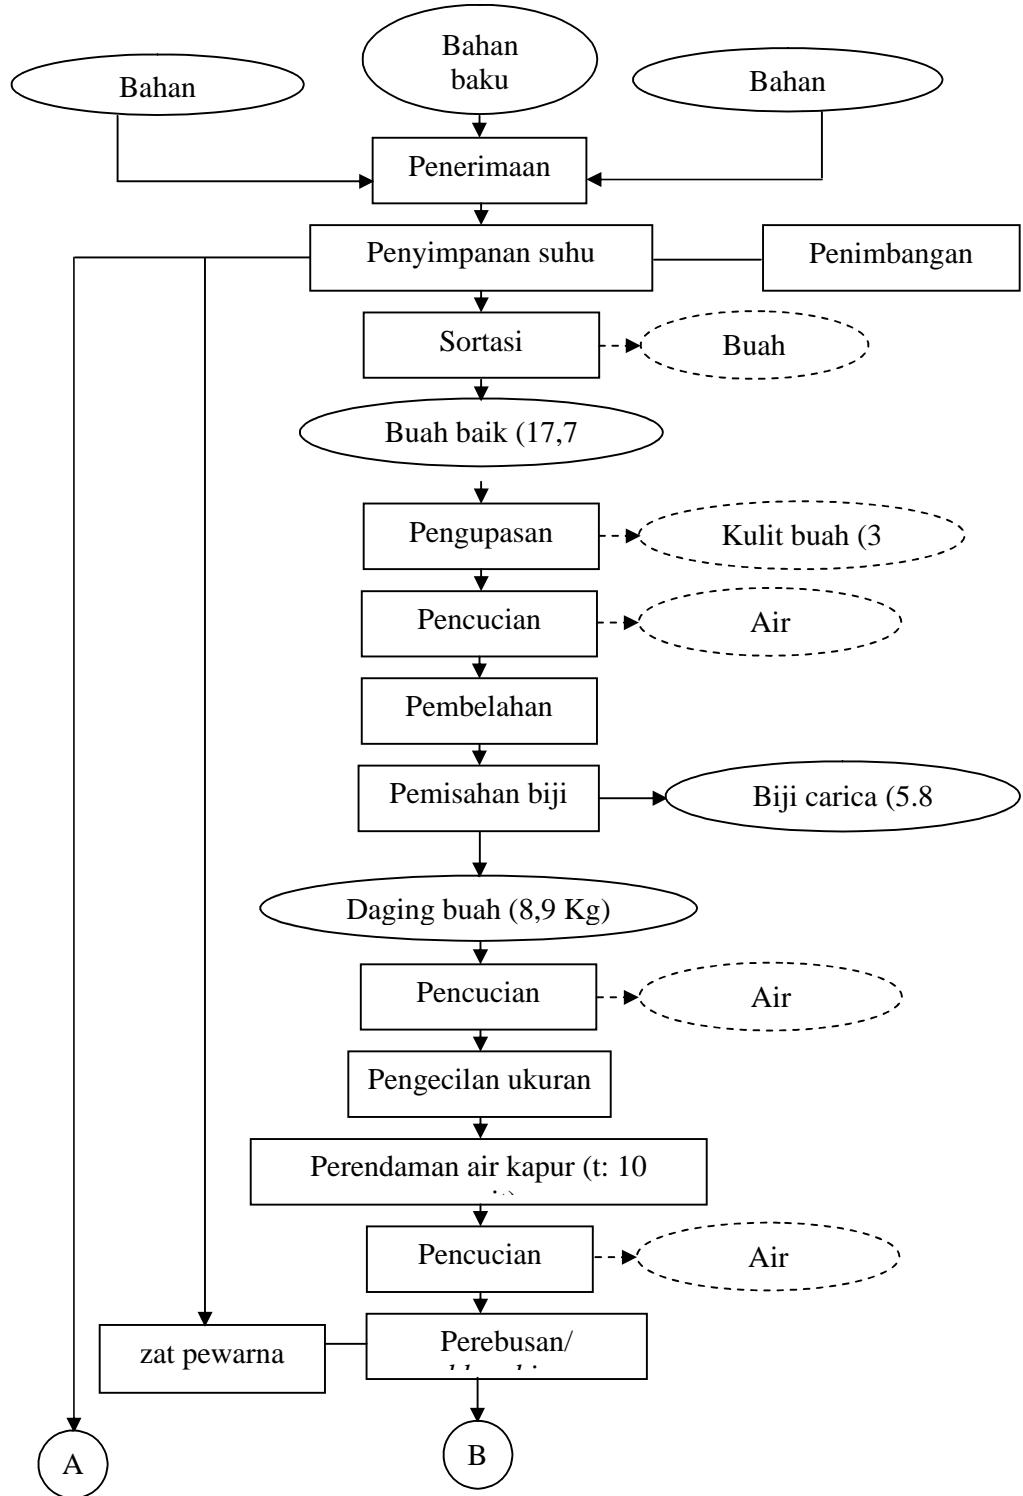 Bahan
baku
Bahan
Bahan
Penerimaan
Penyimpanan suhu
Penimbangan
Sortasi
Buah
Buah baik (17,7
Pengupasan
Kulit buah (3
Pencucian
Air
Pembelahan
Pemisahan biji
Biji carica (5.8
Daging buah (8,9 Kg)
Pencucian
Air
Pengecilan ukuran
Perendaman air kapur (t: 10
Pencucian
Air
zat pewarna
Perebusan/
A
B